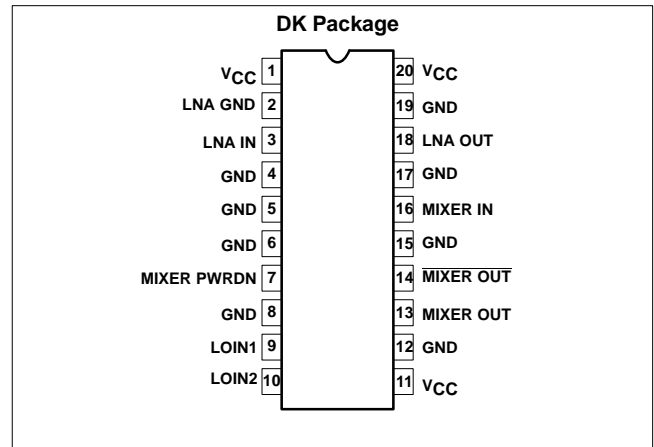 DK Package
VCC 1 20 VCC
LNA GND 2 19 GND
LNA IN 3 18 LNA OUT
GND 4 17 GND
GND 5 16 MIXER IN
GND 6 15 GND
MIXER PWRDN 7 14 MIXER OUT
GND 8 13 MIXER OUT
LOIN1 9 12 GND
LOIN2 10 11 VCC